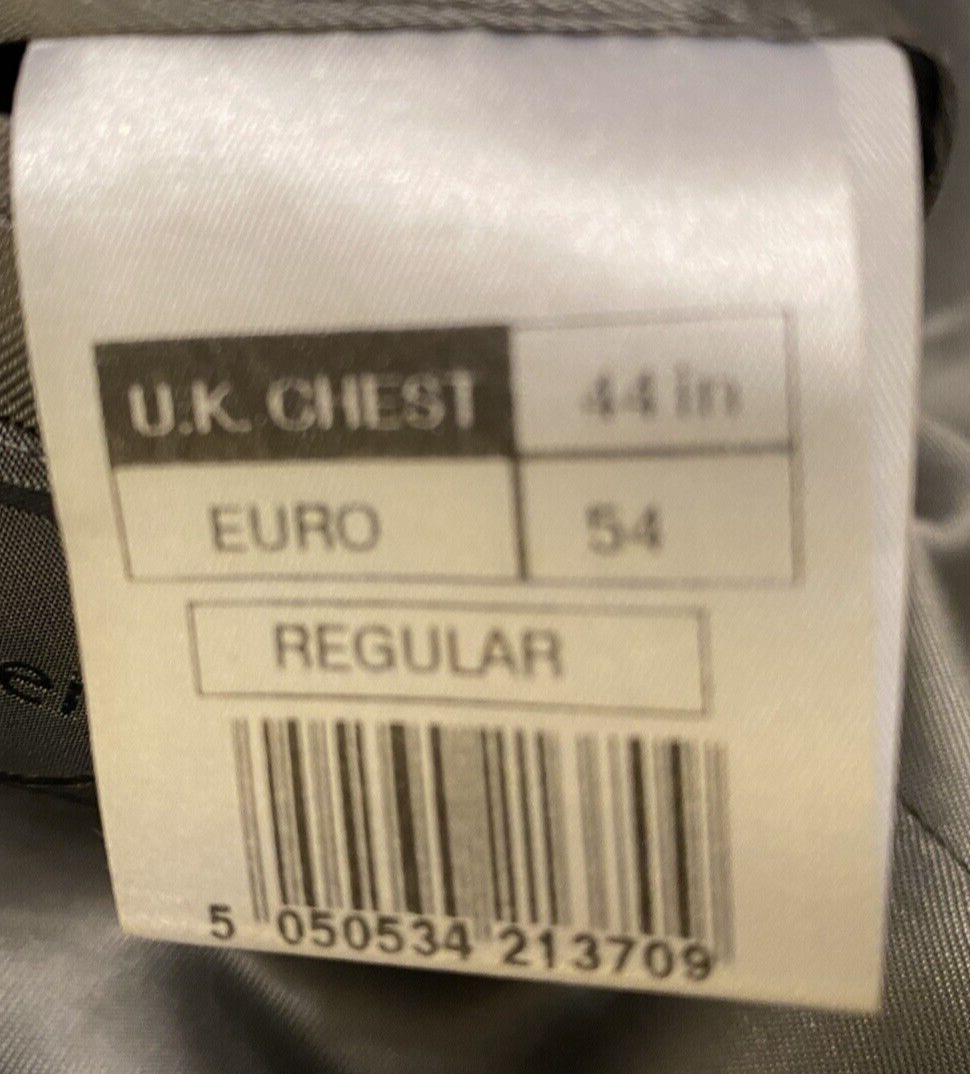 U.K. CHEST 44 in
EURO 54
REGULAR
5 050534 213709